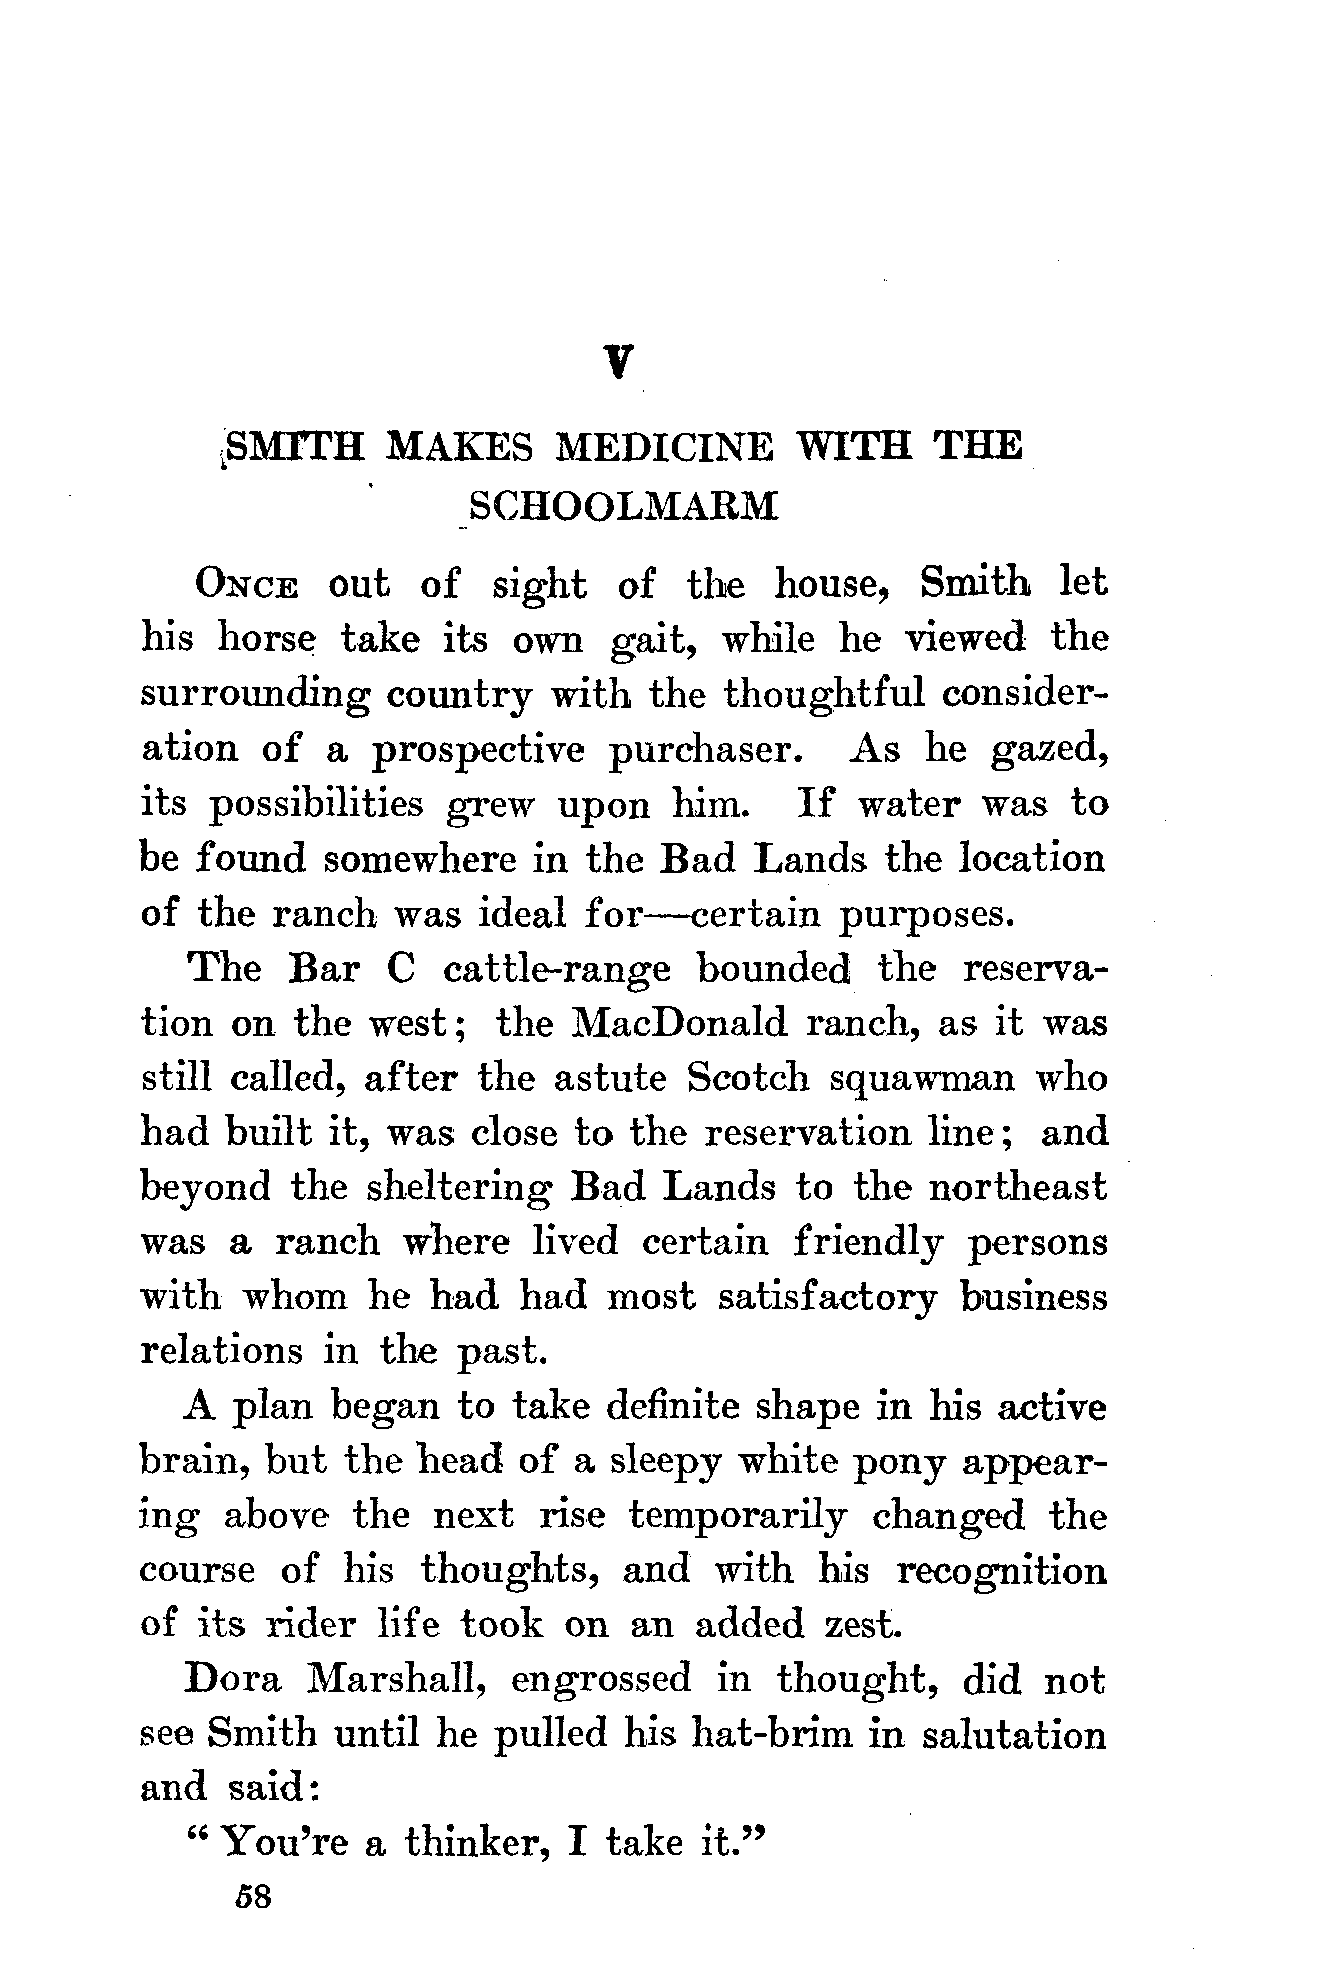 V
SMITH MAKES MEDICINE WITH THE
SCHOOLMARM
ONCE out of sight of the house, Smith let
his horse take its own gait, while he viewed the
surrounding country with the thoughtful consider-
ation of a prospective purchaser. As he gazed,
its possibilities grew upon him. If water was to
be found somewhere in the Bad Lands the location
of the ranch was ideal for—certain purposes.
The Bar C cattle-range bounded the reserva-
tion on the west; the MacDonald ranch, as it was
still called, after the astute Scotch squawman who
had built it, was close to the reservation line; and
beyond the sheltering Bad Lands to the northeast
was a ranch where lived certain friendly persons
with whom he had had most satisfactory business
relations in the past.
A plan began to take definite shape in his active
brain, but the head of a sleepy white pony appear-
ing above the next rise temporarily changed the
course of his thoughts, and with his recognition
of its rider life took on an added zest.
Dora Marshall, engrossed in thought, did not
see Smith until he pulled his hat-brim in salutation
and said:
“ You’re a thinker, I take it.”
58